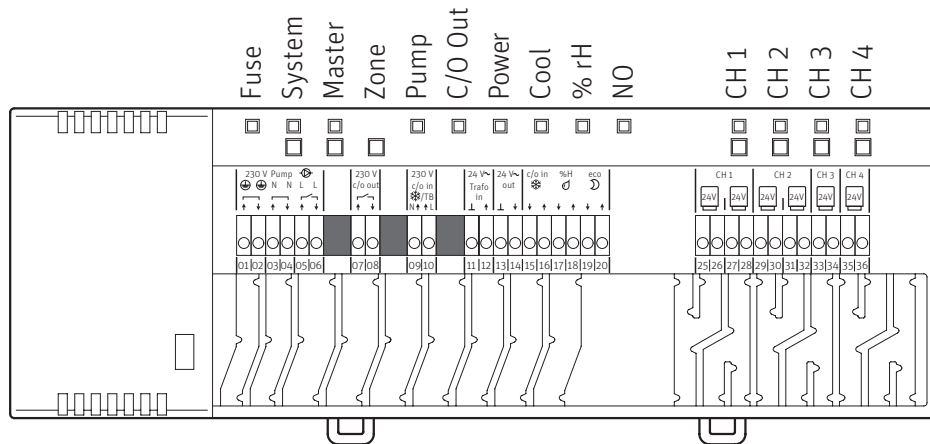 Fuse System Master Zone Pump C/O Out Power Cool % rH NO CH 1 CH 2 CH 3 CH 4
230 V Pump 230 V 230 V 24 V~ 24 V~ c/o in %H eco CH 1 CH 2 CH 3 CH 4
N N L L c/o out c/o in Trafo out 24V 24V 24V 24V 24V 24V
/TB
N L
01 02 03 04 05 06 07 08 09 10 11 12 13 14 15 16 17 18 19 20 25 26 27 28 29 30 31 32 33 34 35 36